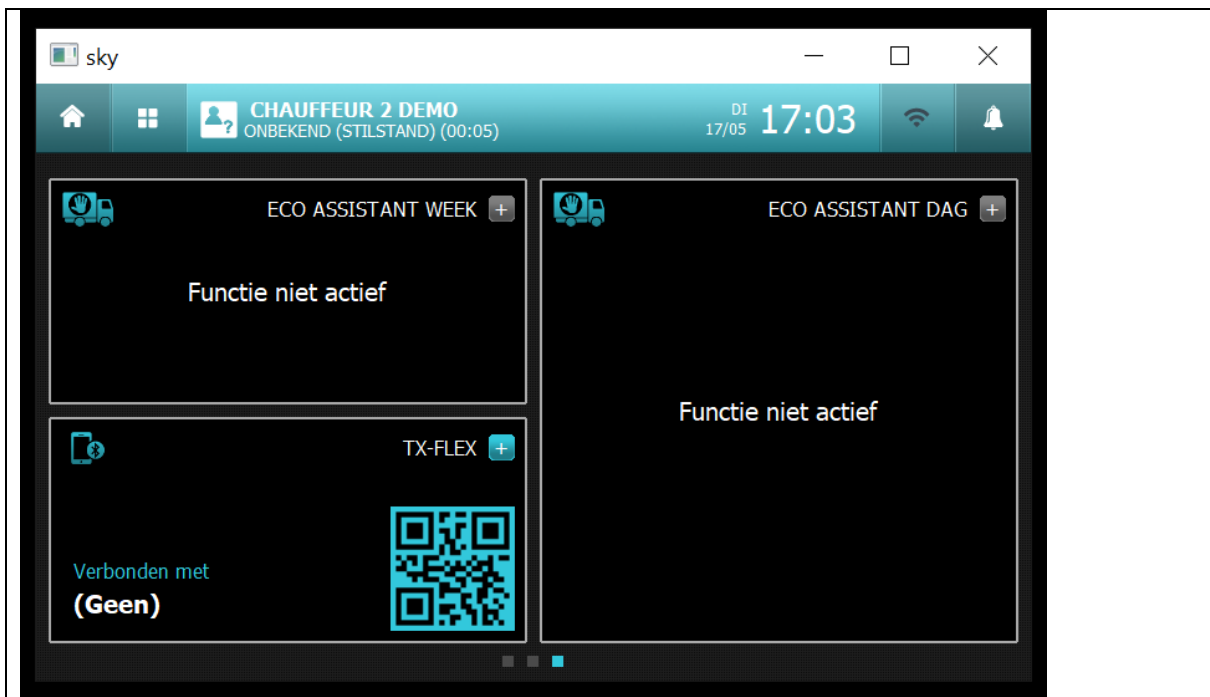 sky
CHAUFFEUR 2 DEMO
ONBEKEND (STILSTAND) (00:05)
DI
17/05
17:03
ECO ASSISTANT WEEK +
Functie niet actief
ECO ASSISTANT DAG +
Functie niet actief
TX-FLEX +
Verbonden met
(Geen)